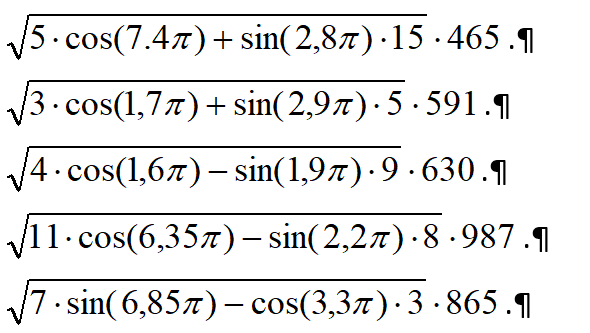 √5·cos(7.4π)+sin(2,8π)·15·465.¶
√3·cos(1,7π)+sin(2,9π)·5·591.¶
√4·cos(1,6π)−sin(1,9π)·9·630.¶
√11·cos(6,35π)−sin(2,2π)·8·987.¶
√7·sin(6,85π)−cos(3,3π)·3·865.¶